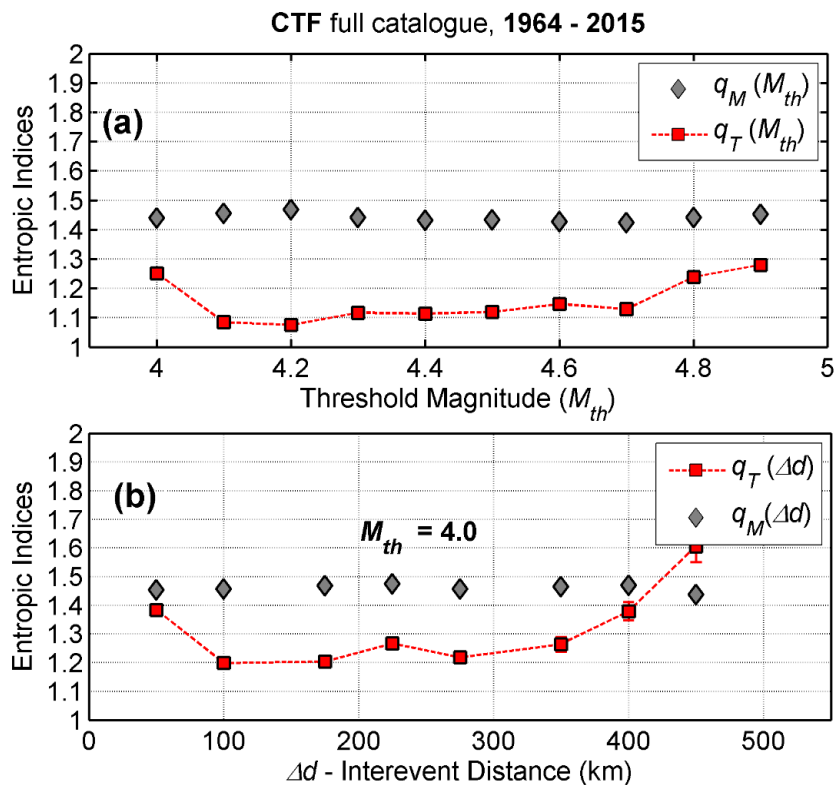 CTF full catalogue, 1964 - 2015
2
1.9
1.8
1.7
1.6
1.5
1.4
1.3
1.2
1.1
1
Entropic Indices
(a)
q_M (M_th)
q_T (M_th)
4 4.2 4.4 4.6 4.8 5
Threshold Magnitude (M_th)
2
1.9
1.8
1.7
1.6
1.5
1.4
1.3
1.2
1.1
1
Entropic Indices
(b)
M_th = 4.0
q_T (Δd)
q_M(Δd)
0 100 200 300 400 500
Δd - Interevent Distance (km)